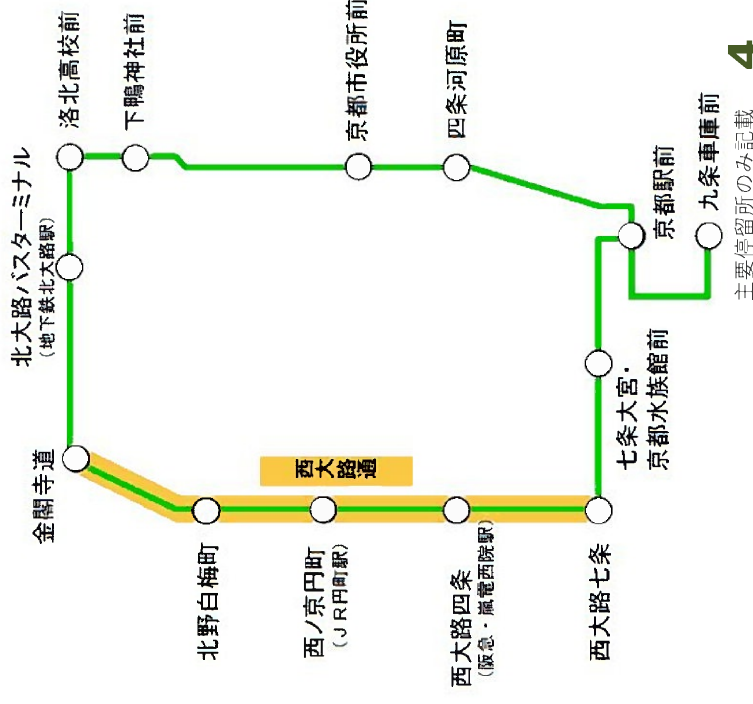 洛北高校前
下鴨神社前
京都市役所前
四条河原町
京都駅前
九条車庫前
主要停留所のみ記載
4
北大路バスターミナル
（地下鉄北大路駅）
七条大宮・
京都水族館前
金閣寺道
西大路通
北野白梅町
西ノ京円町
（ＪＲ円町駅）
西大路四条
（阪急・嵐電西院駅）
西大路七条